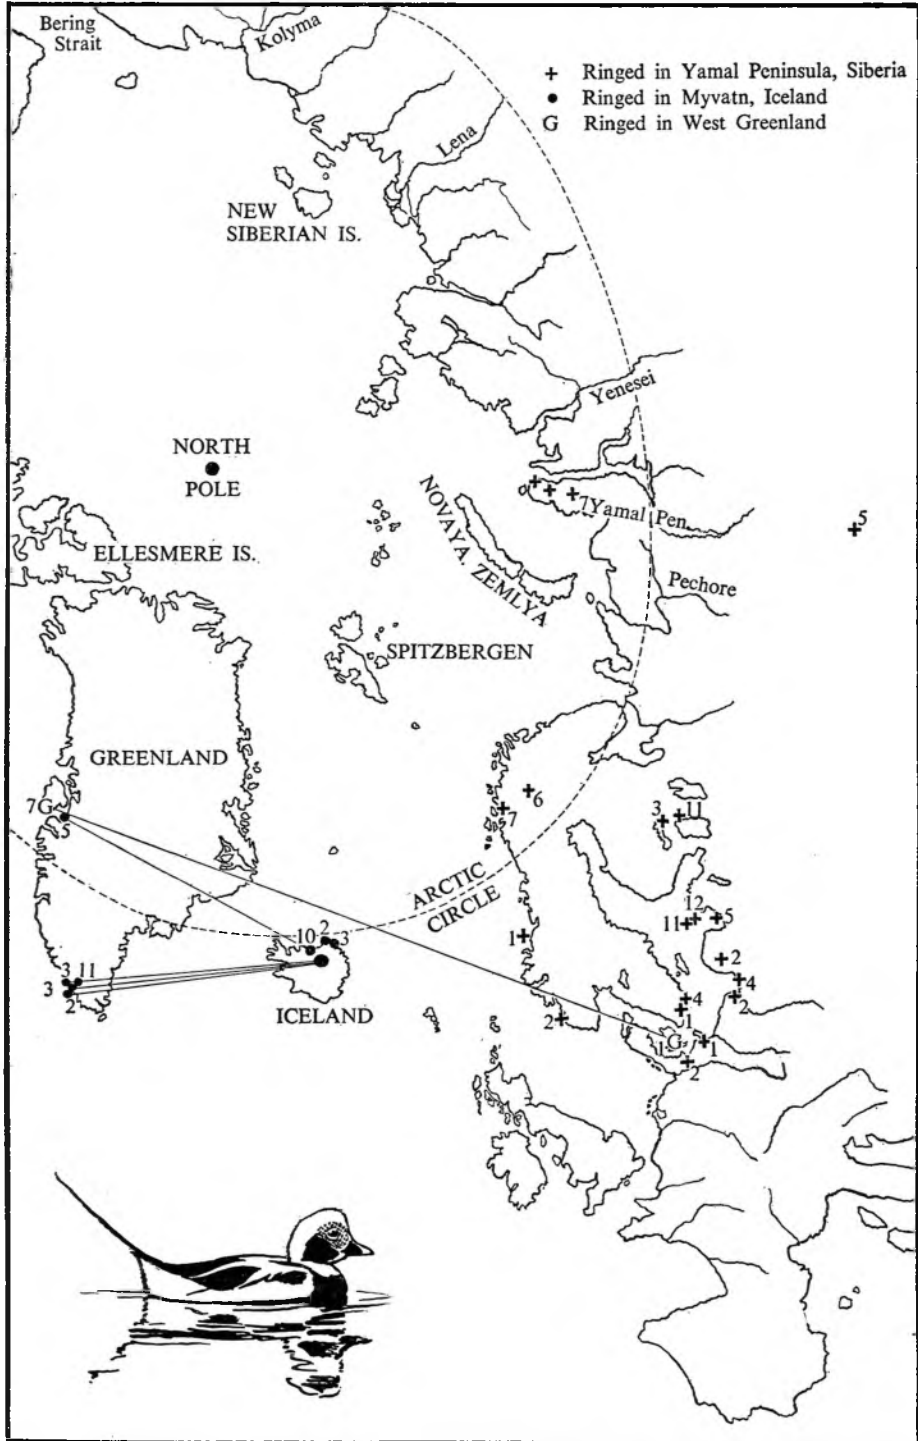 Bering
Strait
Kolyma
+ Ringed in Yamal Peninsula, Siberia
● Ringed in Myvatn, Iceland
G Ringed in West Greenland
Lena
NEW
SIBERIAN IS.
Yenesei
NORTH
POLE
7 Yamal Pen.
5
NOVAYA. ZEMLYA
ELLESMERE IS.
Pechore
SPITZBERGEN
GREENLAND
6
7
7G
5
3
11
ARCTIC
CIRCLE
12
11
5
10
2
3
1
2
3
11
3
2
4
4
2
1
ICELAND
2
G
1
1
2